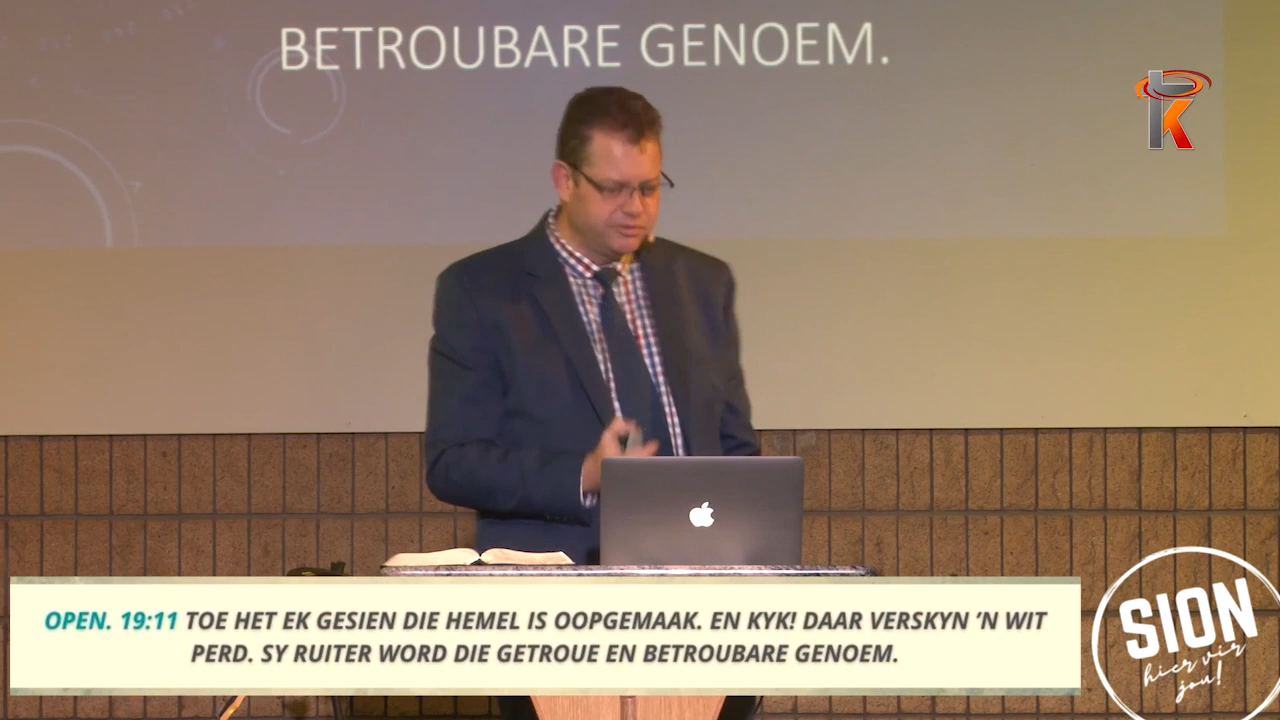 BETROUBARE GENOEM.
K
OPEN. 19:11 TOE HET EK GESIEN DIE HEMEL IS OOPGEMAAK. EN KYK! DAAR VERSKYN ’N WIT
PERD. SY RUITER WORD DIE GETROUE EN BETROUBARE GENOEM.
SION
hier vir
jou!